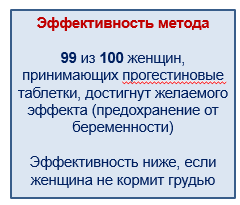 Эффективность метода
99 из 100 женщин,
принимающих прогестиновые
таблетки, достигнут желаемого
эффекта (предохранение от
беременности)
Эффективность ниже, если
женщина не кормит грудью